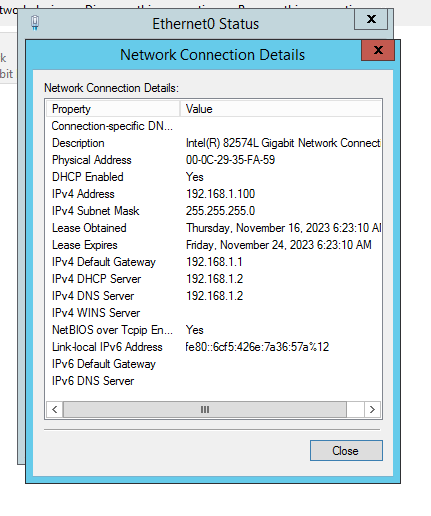 Ethernet0 Status
x
Network Connection Details
x
k
bit
Network Connection Details:
Property Value
Connection-specific DN...
Description Intel(R) 82574L Gigabit Network Connect
Physical Address 00-0C-29-35-FA-59
DHCP Enabled Yes
IPv4 Address 192.168.1.100
IPv4 Subnet Mask 255.255.255.0
Lease Obtained Thursday, November 16, 2023 6:23:10 AM
Lease Expires Friday, November 24, 2023 6:23:10 AM
IPv4 Default Gateway 192.168.1.1
IPv4 DHCP Server 192.168.1.2
IPv4 DNS Server 192.168.1.2
IPv4 WINS Server
NetBIOS over Tcpip En... Yes
Link-local IPv6 Address fe80::6cf5:426e:7a36:57a%12
IPv6 Default Gateway
IPv6 DNS Server
Close